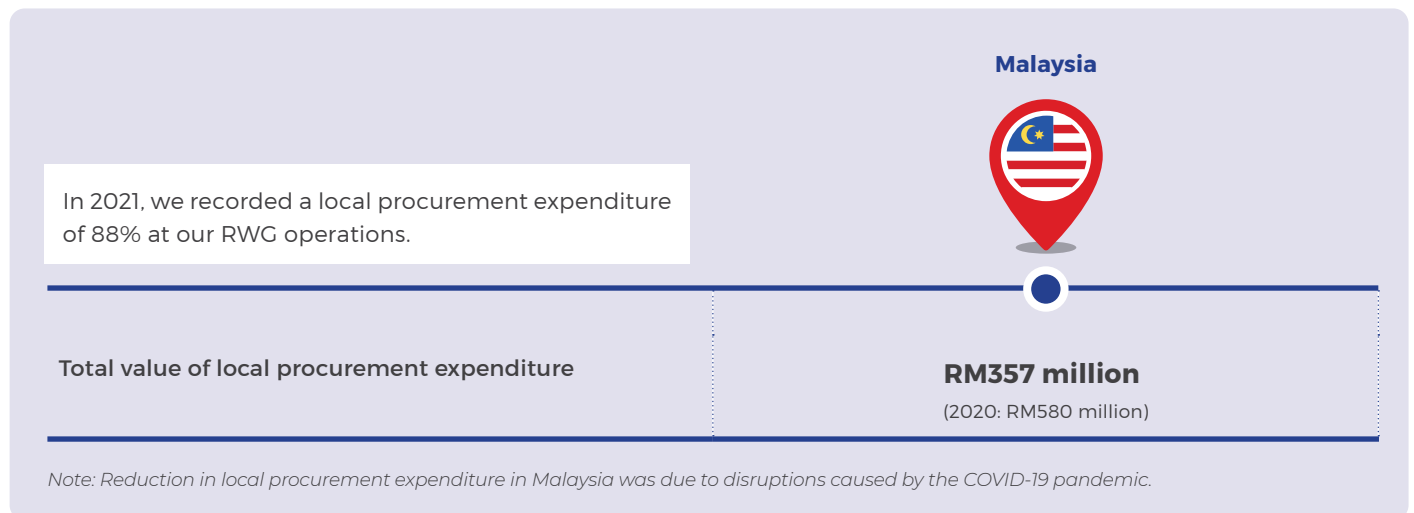 Malaysia
In 2021, we recorded a local procurement expenditure
of 88% at our RWG operations.
Total value of local procurement expenditure
RM357 million
(2020: RM580 million)
Note: Reduction in local procurement expenditure in Malaysia was due to disruptions caused by the COVID-19 pandemic.